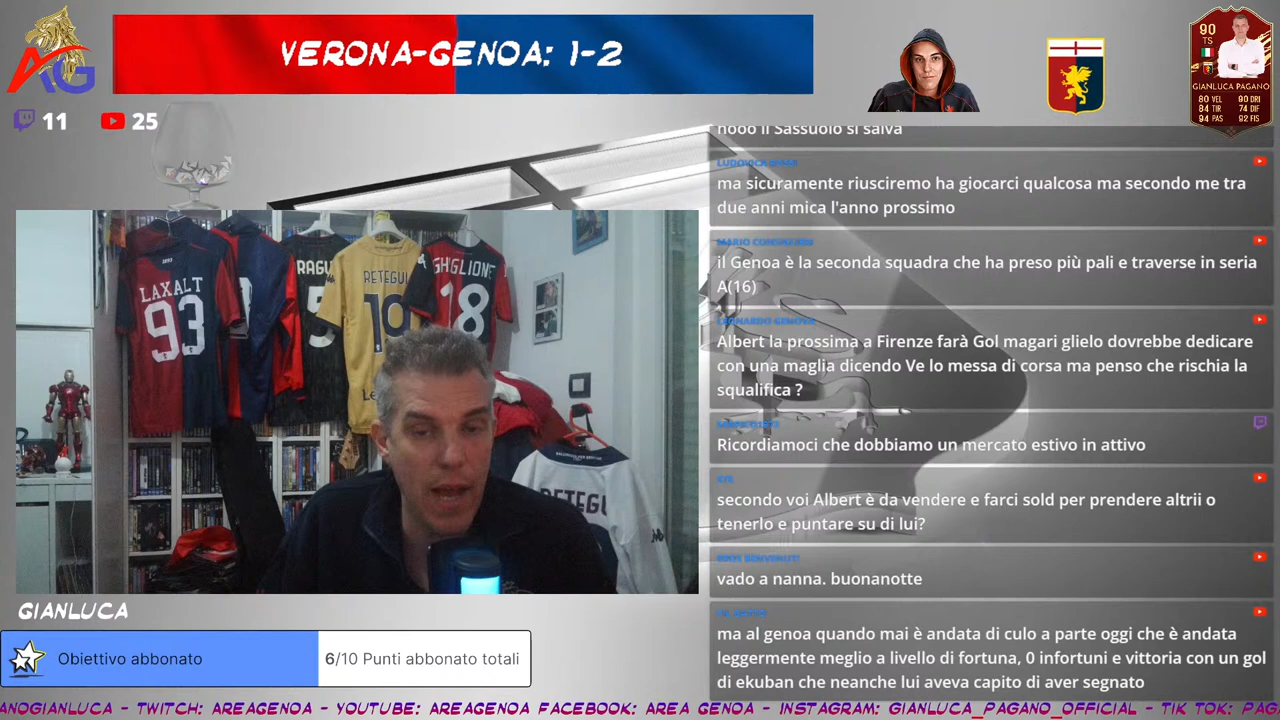 VERONA-GENOA: 1-2
AG
11
25
90
TS
GIANLUCA PAGANO
80 VEL 90 DRI
84 TIR 74 DIF
94 PAS 92 FIS
nooo il Sassuolo si salva
ma sicuramente riusciremo ha giocarci qualcosa ma secondo me tra
due anni mica l'anno prossimo
il Genoa è la seconda squadra che ha preso più pali e traverse in seria
A(16)
LEONARDO GENOVA
Albert la prossima a Firenze farà Gol magari glielo dovrebbe dedicare
con una maglia dicendo Ve lo messa di corsa ma penso che rischia la
squalifica ?
Ricordiamoci che dobbiamo un mercato estivo in attivo
secondo voi Albert è da vendere e farci sold per prendere altrii o
tenerlo e puntare su di lui?
vado a nanna. buonanotte
ma al genoa quando mai è andata di culo a parte oggi che è andata
leggermente meglio a livello di fortuna, 0 infortuni e vittoria con un gol
di ekuban che neanche lui aveva capito di aver segnato
LAXALT
93
RAGU
5
RETEGUI
19
GHIGLIONE
18
RETEGU
GIANLUCA
Obiettivo abbonato
6/10 Punti abbonato totali
ANOGIANLUCA - TWITCH: AREAGENOA - YOUTUBE: AREAGENOA FACEBOOK: AREA GENOA - INSTAGRAM: GIANLUCA_PAGANO_OFFICIAL - TIK TOK: PAG